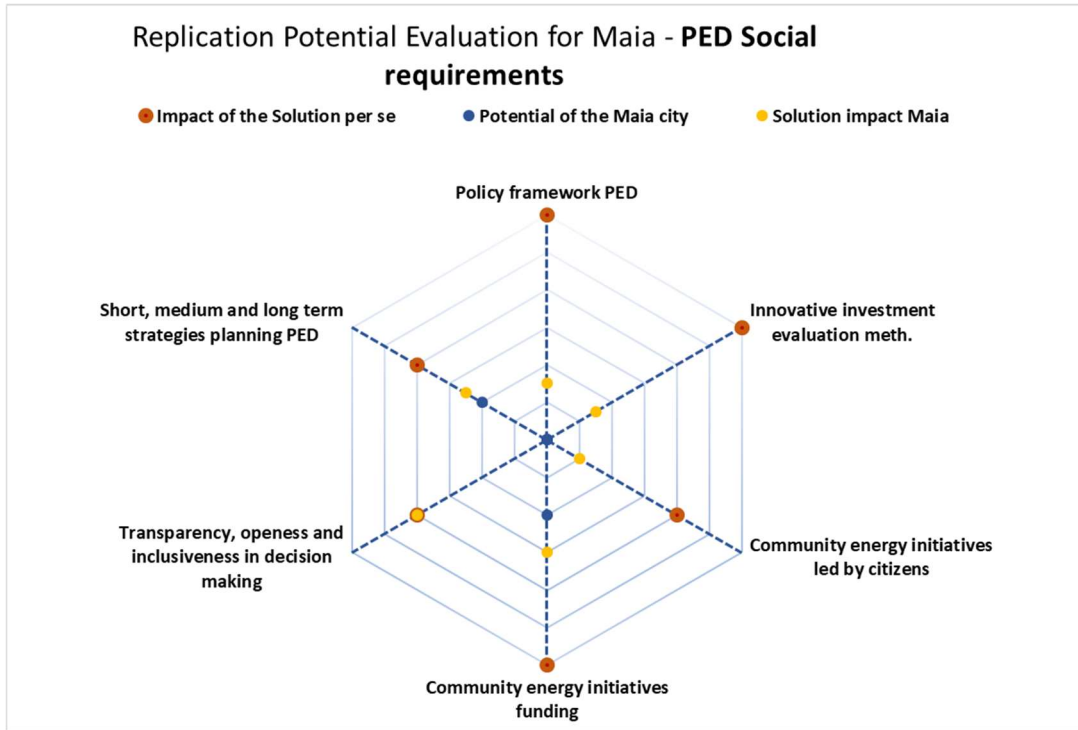 Replication Potential Evaluation for Maia - PED Social
requirements
Impact of the Solution per se
Potential of the Maia city
Solution impact Maia
Policy framework PED
Short, medium and long term
strategies planning PED
Innovative investment
evaluation meth.
Transparency, openess and
inclusiveness in decision
making
Community energy initiatives
led by citizens
Community energy initiatives
funding